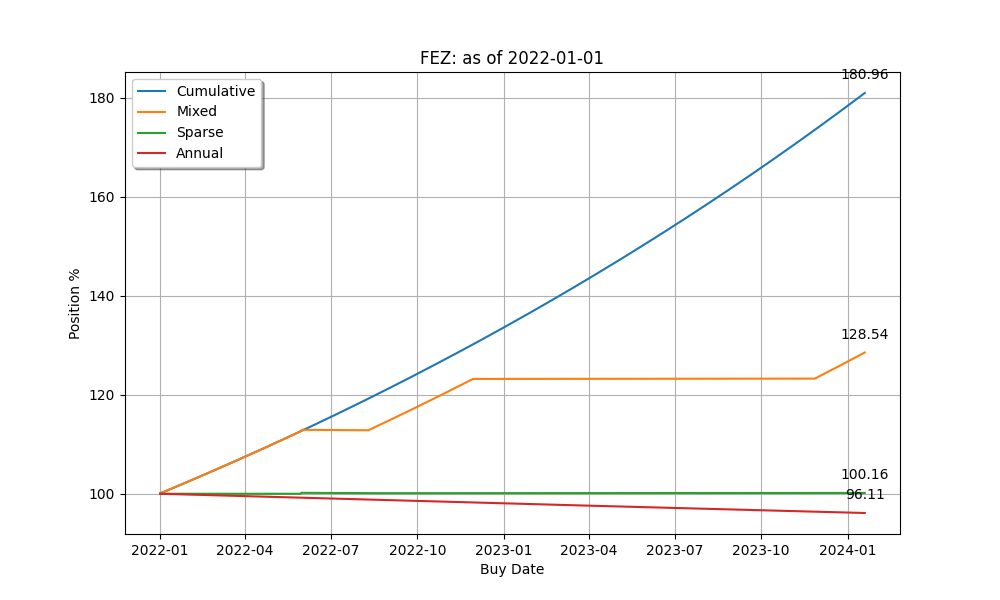 FEZ: as of 2022-01-01
180.96
Cumulative
Mixed
Sparse
Annual
180
160
140
120
100
Position %
128.54
100.16
96.11
2022-01 2022-04 2022-07 2022-10 2023-01 2023-04 2023-07 2023-10 2024-01
Buy Date